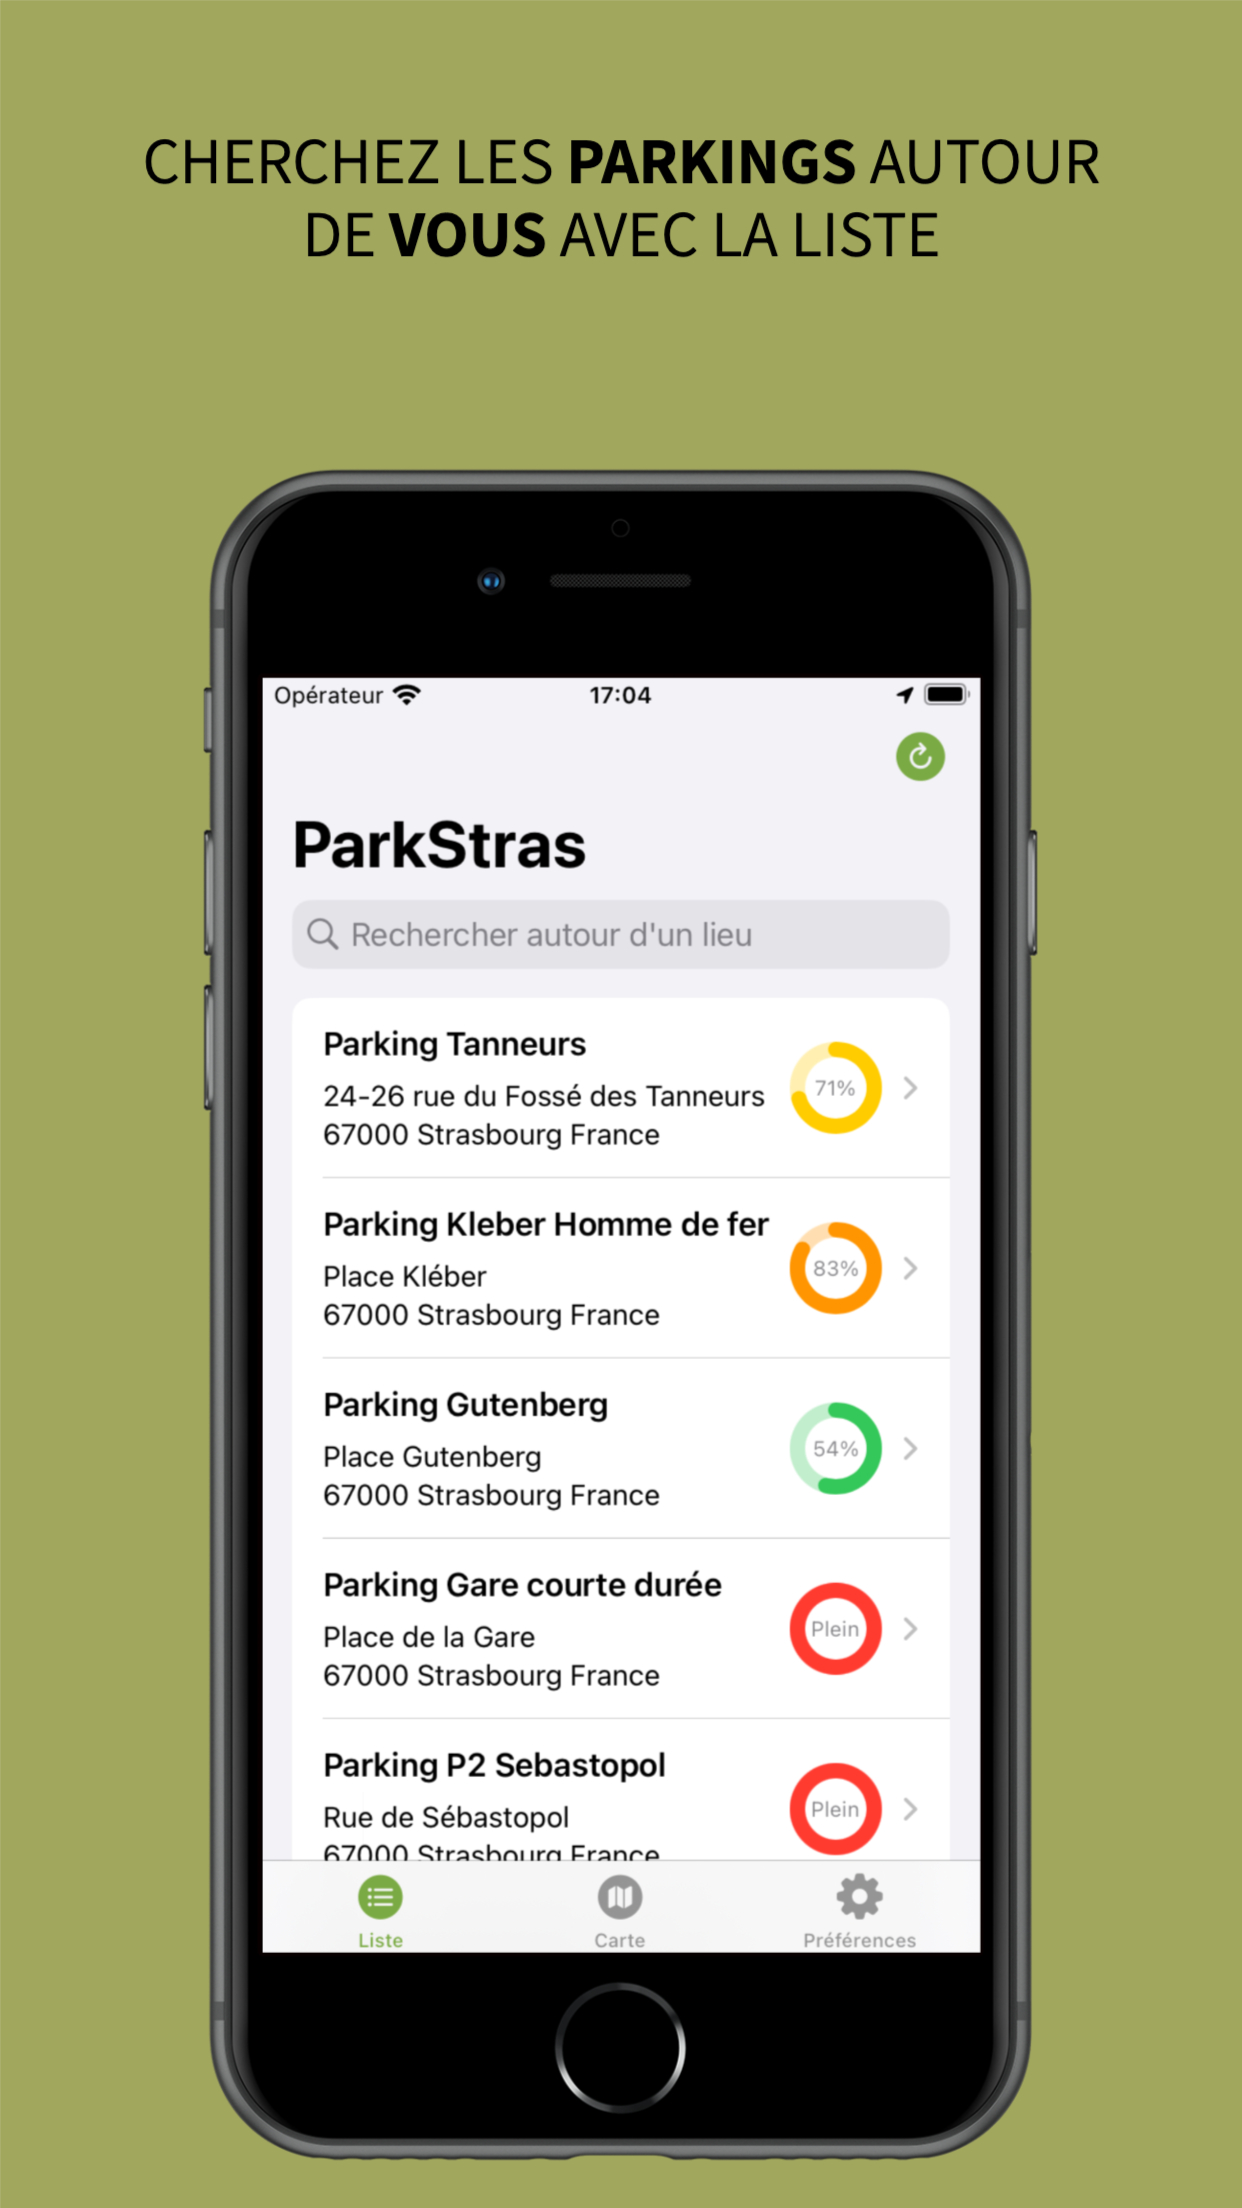 CHERCHEZ LES PARKINGS AUTOUR
DE VOUS AVEC LA LISTE
Opérateur 17:04
ParkStras
Rechercher autour d'un lieu
Parking Tanneurs
24-26 rue du Fossé des Tanneurs
67000 Strasbourg France
71%
Parking Kleber Homme de fer
Place Kléber
67000 Strasbourg France
83%
Parking Gutenberg
Place Gutenberg
67000 Strasbourg France
54%
Parking Gare courte durée
Place de la Gare
67000 Strasbourg France
Plein
Parking P2 Sebastopol
Rue de Sébastopol
67000 Strasbourg France
Plein
Liste Carte Préférences